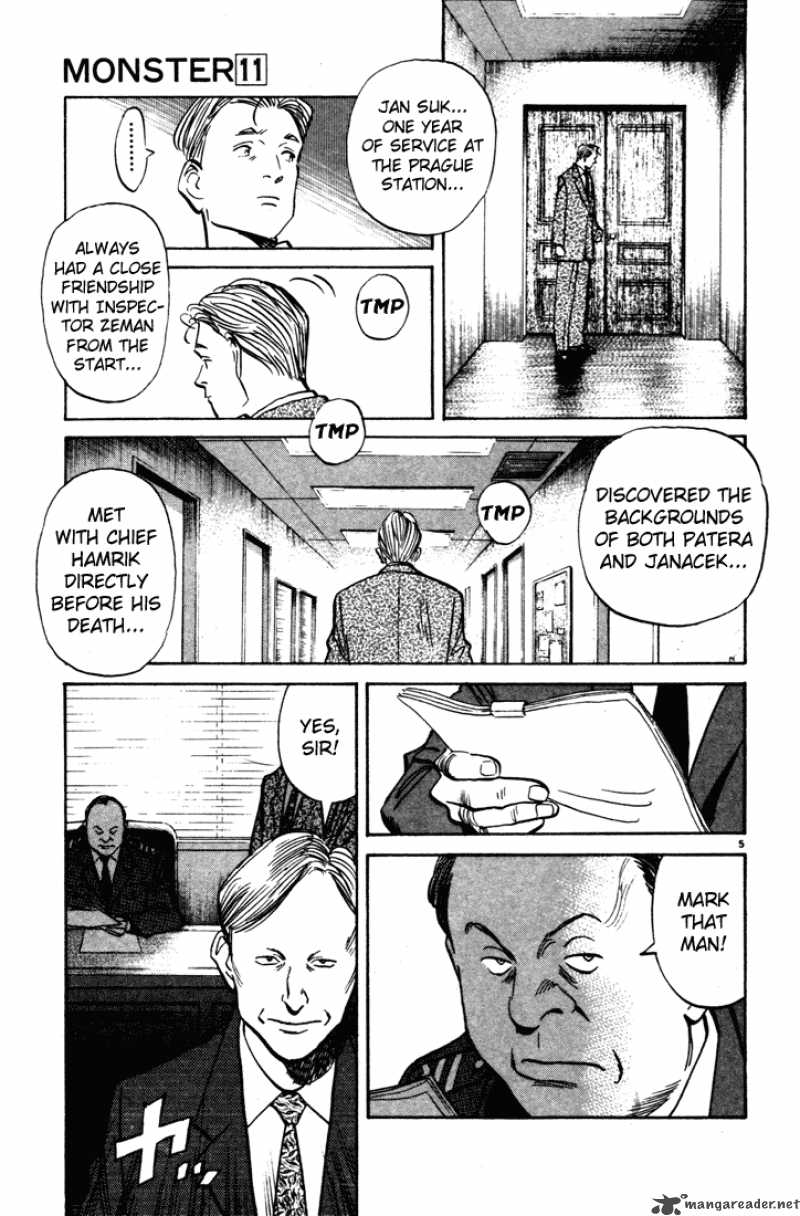 MONSTER 11
JAN SUK...
ONE YEAR
OF SERVICE AT
THE PRAGUE
STATION...
........
ALWAYS
HAD A CLOSE
FRIENDSHIP
WITH INSPEC-
TOR ZEMAN
FROM THE
START...
TMP
TMP
TMP
DISCOVERED THE
BACKGROUNDS
OF BOTH PATERA
AND JANACEK...
MET
WITH CHIEF
HAMRIK
DIRECTLY
BEFORE HIS
DEATH...
5
MARK
THAT
MAN!
YES,
SIR!
ヤ...
mangareader.net